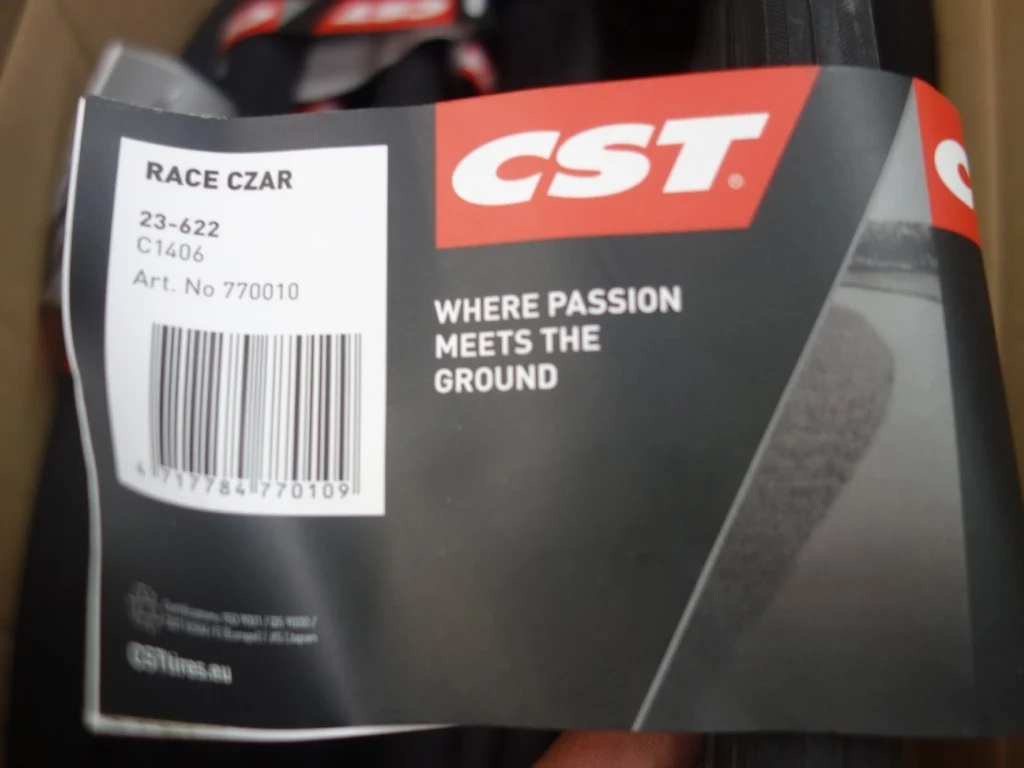 CST
RACE CZAR
23-622
C1406
Art. No 770010
4 717784 770109
CST®
WHERE PASSION
MEETS THE
GROUND
CSTtires.eu